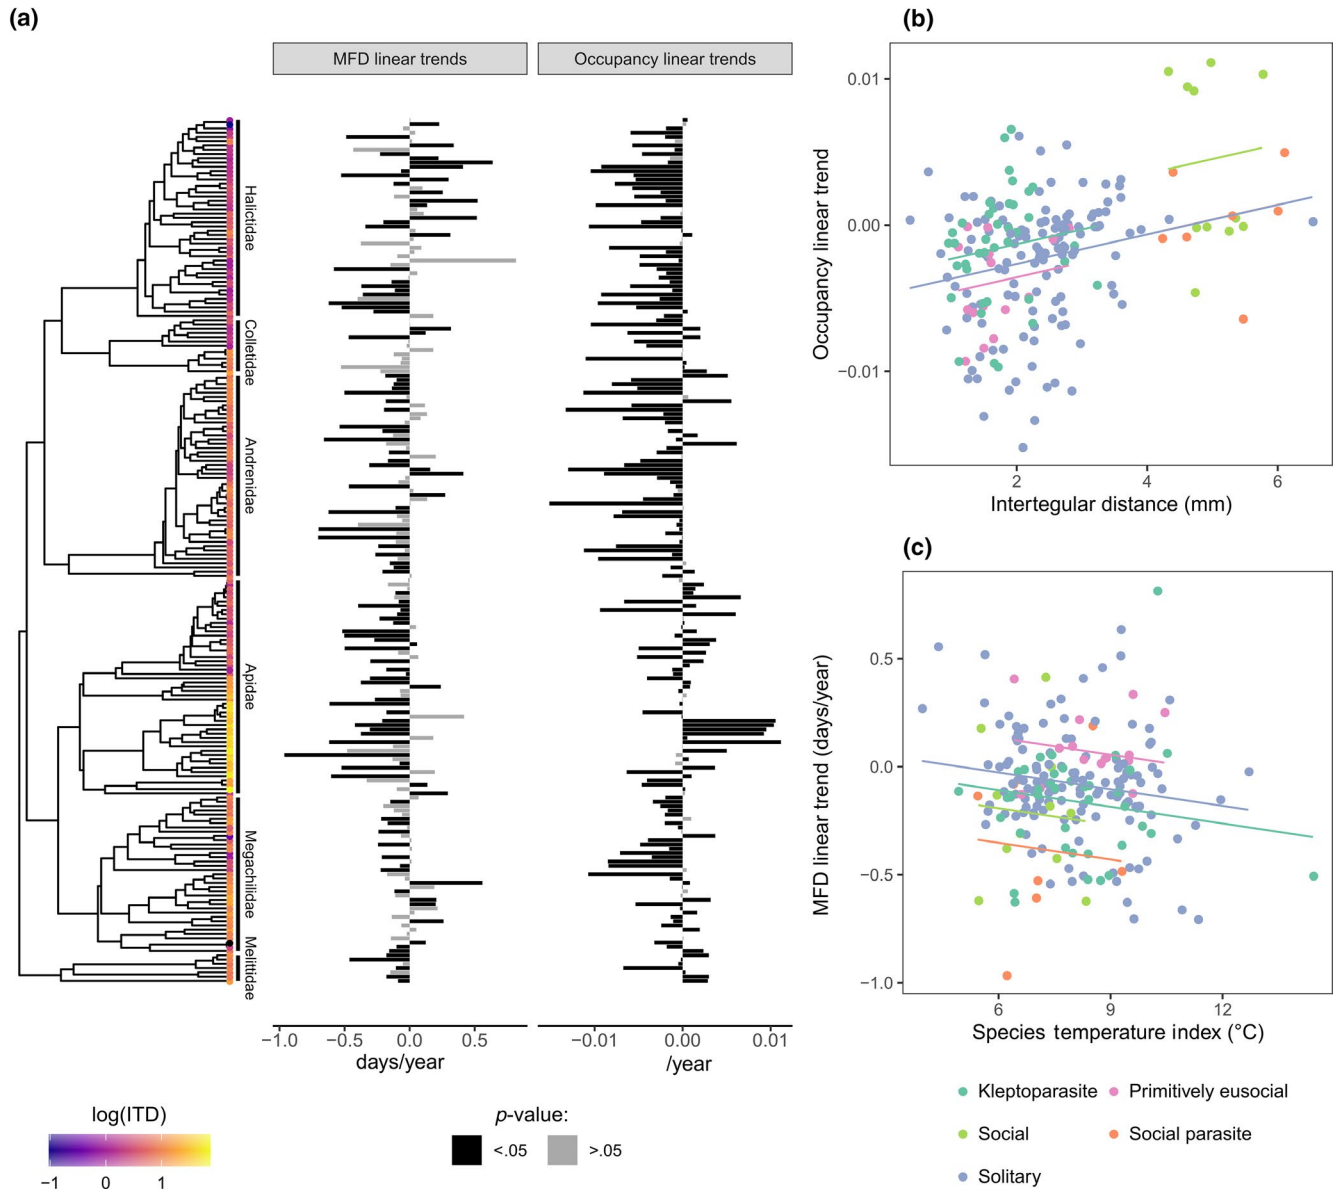 (a)
MFD linear trends
Occupancy linear trends
Halictidae
Colletidae
Andrenidae
Apidae
Megachilidae
Melittidae
−1.0 −0.5 0.0 0.5
days/year
−0.01 0.00 0.01
/year
log(ITD)
−1 0 1
p-value:
<.05 >.05
(b)
0.01
0.00
−0.01
Occupancy linear trend
2 4 6
Intertegular distance (mm)
(c)
0.5
0.0
−0.5
−1.0
MFD linear trend (days/year)
6 9 12
Species temperature index (°C)
Kleptoparasite Primitively eusocial
Social Social parasite
Solitary